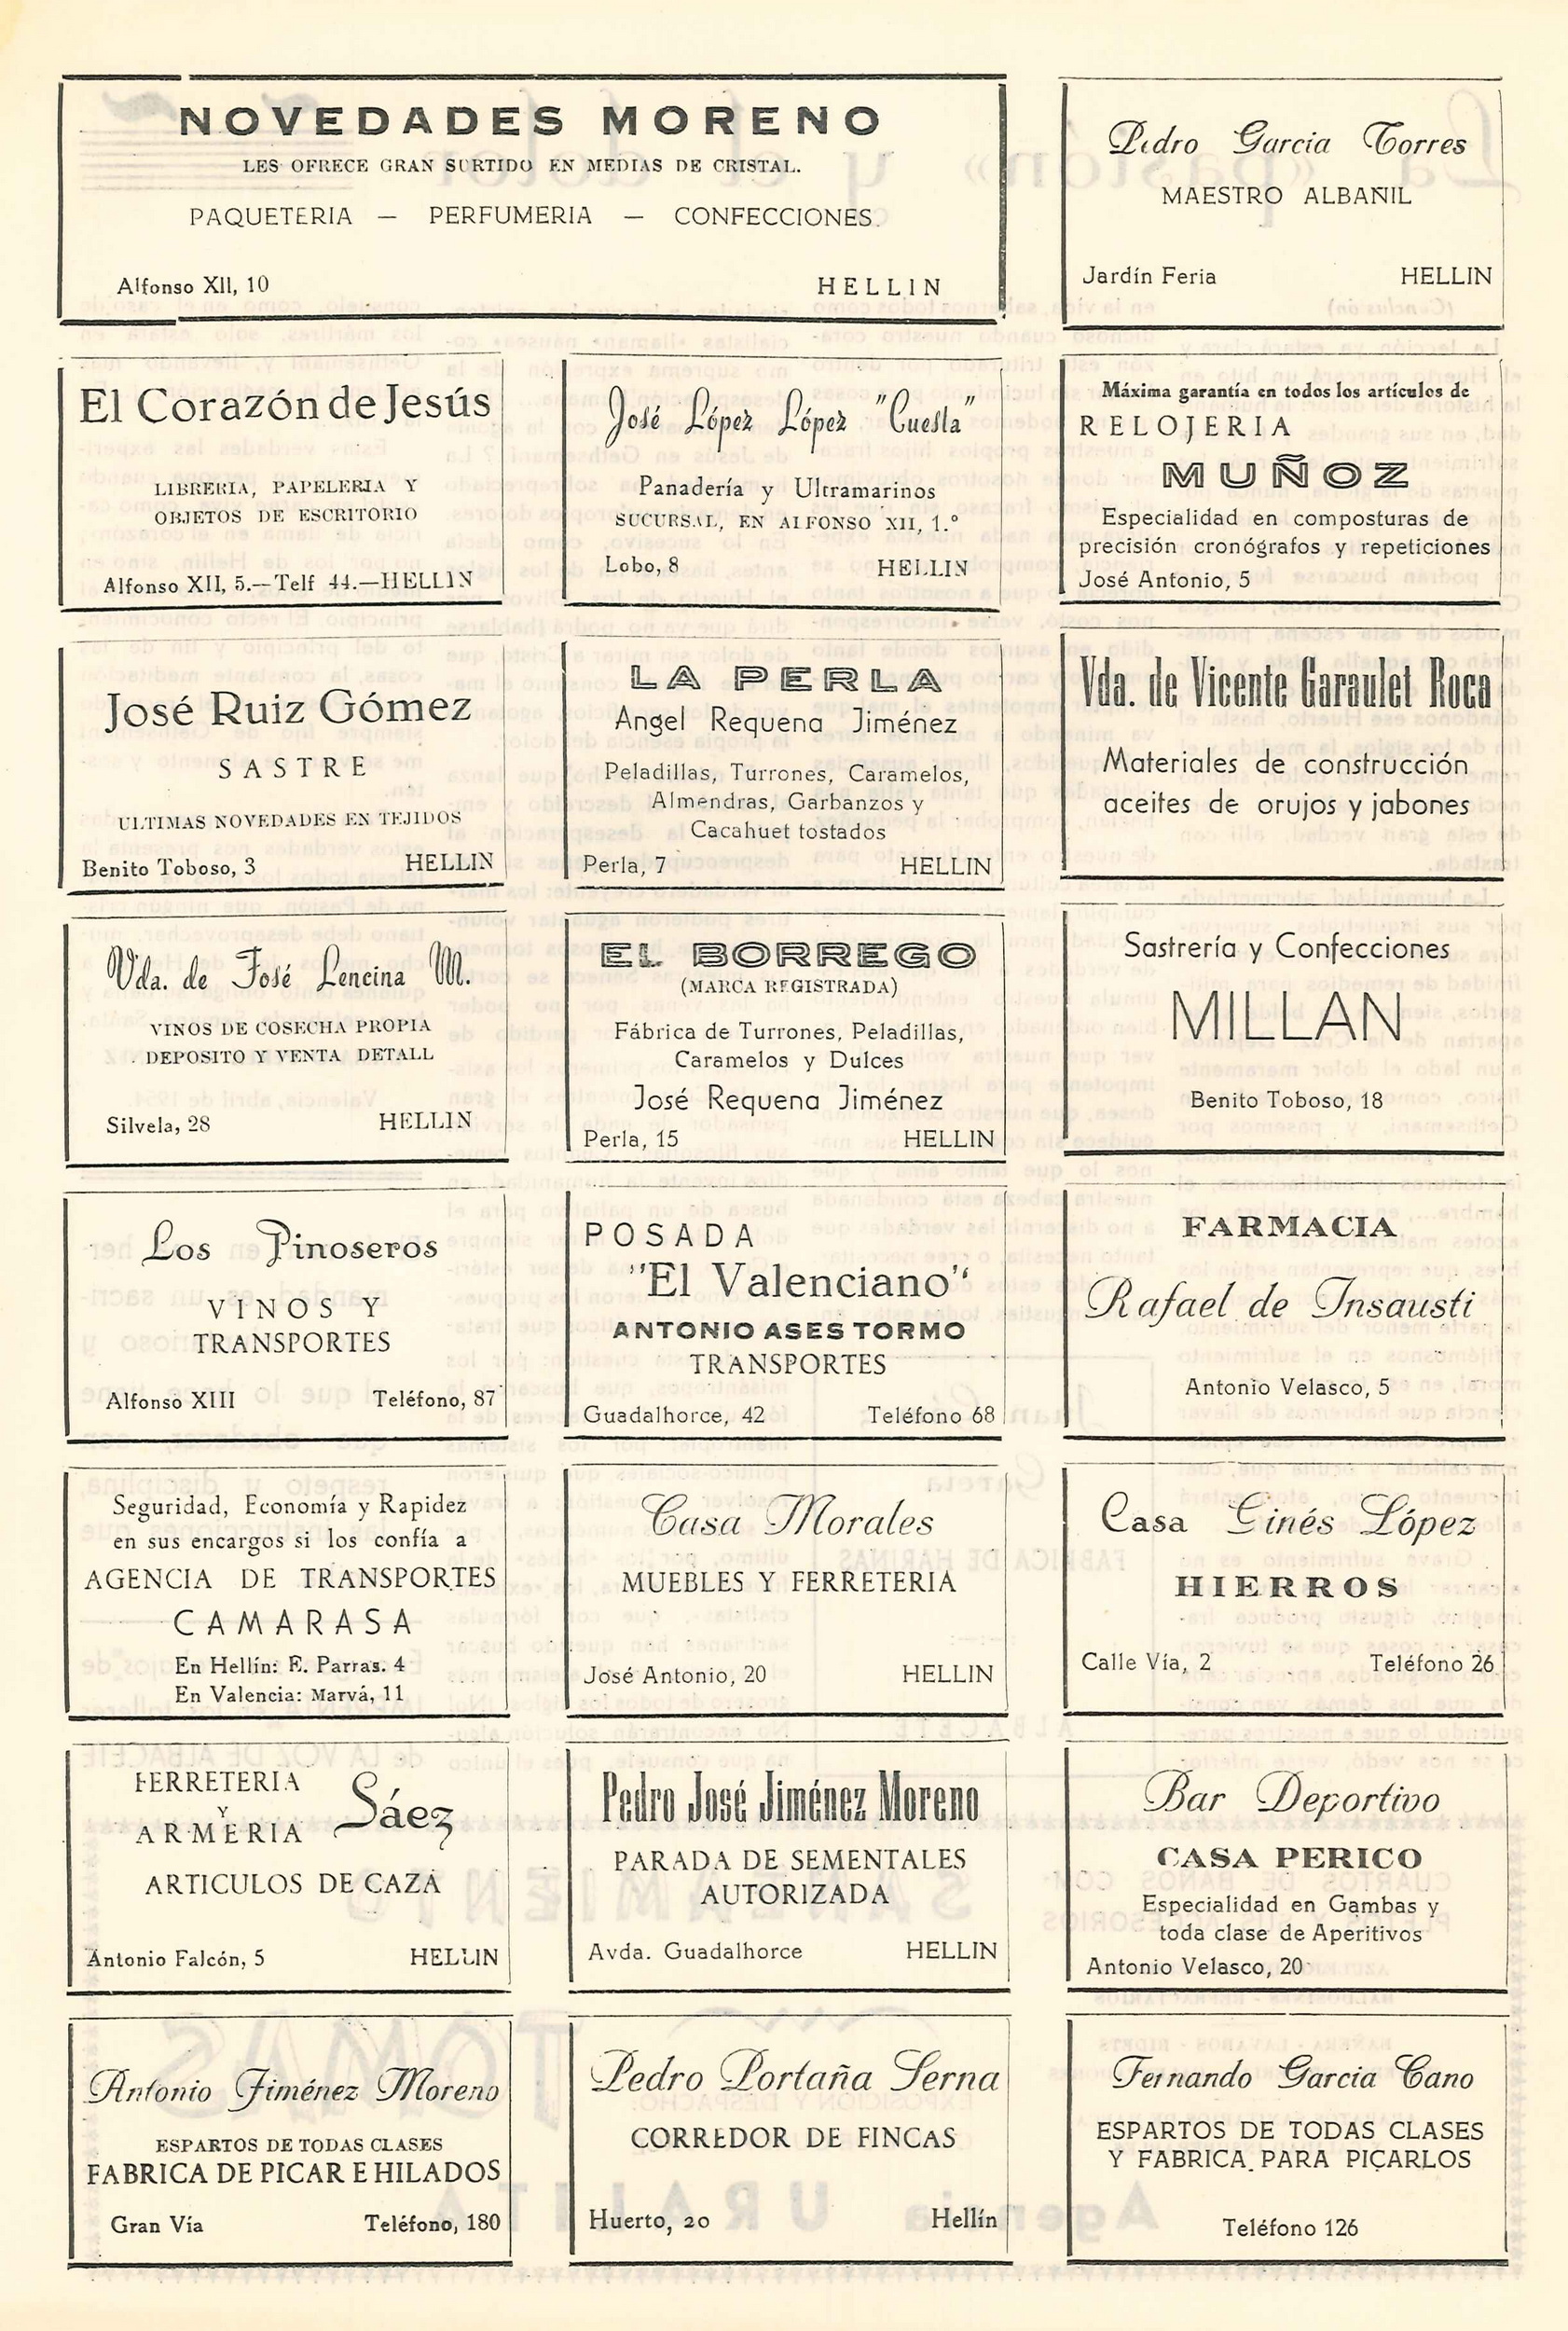 NOVEDADES MORENO
LES OFRECE GRAN SURTIDO EN MEDIAS DE CRISTAL.
PAQUETERIA — PERFUMERIA — CONFECCIONES.
Alfonso XII, 10 HELLIN
Pedro García Torres
MAESTRO ALBAÑIL
Jardín Feria HELLIN
El Corazón de Jesús
LIBRERIA, PAPELERIA Y
OBJETOS DE ESCRITORIO
Alfonso XII, 5.—Telf 44.—HELLIN
José López López "Cuesta"
Panadería y Ultramarinos
SUCURSAL, EN ALFONSO XII, 1.°
Lobo, 8 HELLIN
Máxima garantía en todos los artículos de
RELOJERIA
MUÑOZ
Especialidad en composturas de
precisión cronógrafos y repeticiones
José Antonio, 5
José Ruiz Gómez
SASTRE
ULTIMAS NOVEDADES EN TEJIDOS
Benito Toboso, 3 HELLIN
LA PERLA
Angel Requena Jiménez
Peladillas, Turrones, Caramelos,
Almendras, Garbanzos y
Cacahuet tostados
Perla, 7 HELLIN
Vda. de Vicente Garaulet Roca
Materiales de construcción
aceites de orujos y jabones
Vda. de José Lencina M.
VINOS DE COSECHA PROPIA
DEPOSITO Y VENTA DETALL
Silvela, 28 HELLIN
EL BORREGO
(MARCA REGISTRADA)
Fábrica de Turrones, Peladillas,
Caramelos y Dulces
José Requena Jiménez
Perla, 15 HELLIN
Sastrería y Confecciones
MILLAN
Benito Toboso, 18
Los Pinoseros
VINOS Y
TRANSPORTES
Alfonso XIII Teléfono, 87
POSADA
"El Valenciano"
ANTONIO ASES TORMO
TRANSPORTES
Guadalhorce, 42 Teléfono 68
FARMACIA
Rafael de Insausti
Antonio Velasco, 5
Seguridad, Economía y Rapidez
en sus encargos si los confía a
AGENCIA DE TRANSPORTES
CAMARASA
En Hellín: E. Parras. 4
En Valencia: Marvá, 11
Casa Morales
MUEBLES Y FERRETERIA
José Antonio, 20 HELLIN
Casa Ginés López
HIERROS
Calle Vía, 2 Teléfono 26
FERRETERIA
Y
ARMERIA Sáez
ARTICULOS DE CAZA
Antonio Falcón, 5 HELLIN
Pedro José Jiménez Moreno
PARADA DE SEMENTALES
AUTORIZADA
Avda. Guadalhorce HELLIN
Bar Deportivo
CASA PERICO
Especialidad en Gambas y
toda clase de Aperitivos
Antonio Velasco, 20
Antonio Jiménez Moreno
ESPARTOS DE TODAS CLASES
FABRICA DE PICAR E HILADOS
Gran Vía Teléfono, 180
Pedro Portaña Serna
CORREDOR DE FINCAS
Huerto, 20 Hellín
Fernando García Cano
ESPARTOS DE TODAS CLASES
Y FABRICA PARA PICARLOS
Teléfono 126